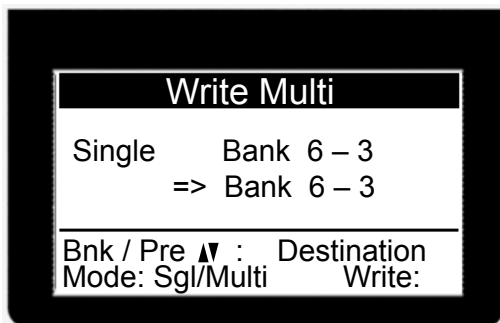 Write Multi
Single Bank 6 – 3
=> Bank 6 – 3
Bnk / Pre ▲▼ : Destination
Mode: Sgl/Multi Write: